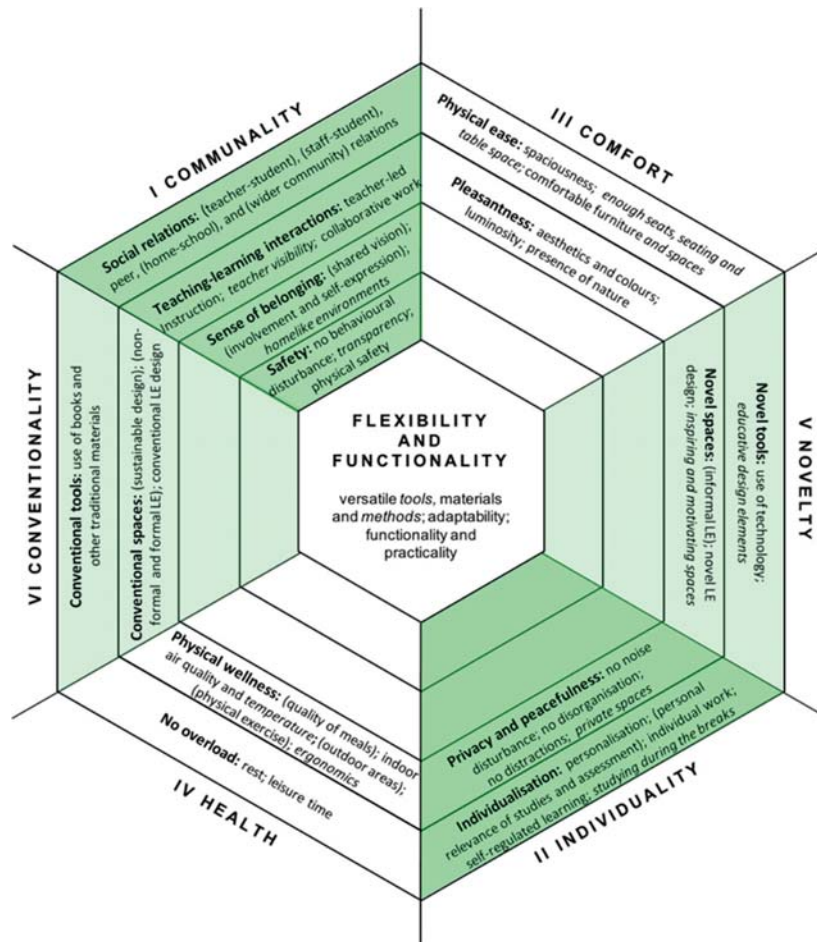 I COMMUNALITY
Social relations: (teacher-student), (staff-student),
peer, (home-school), and (wider community) relations
Teaching-learning interactions: teacher-led
Instruction; teacher visibility; collaborative work
Sense of belonging: (shared vision);
(involvement and self-expression);
homelike environments
Safety: no behavioural
disturbance; transparency;
physical safety
III COMFORT
Physical ease: spaciousness; enough seats, seating and
table space; comfortable furniture and spaces
Pleasantness: aesthetics and colours;
luminosity; presence of nature
V NOVELTY
Novel tools: use of technology;
educative design elements
Novel spaces: (informal LE); novel LE
design; inspiring and motivating spaces
FLEXIBILITY
AND
FUNCTIONALITY
versatile tools, materials
and methods; adaptability;
functionality and
practicality
VI CONVENTIONALITY
Conventional tools: use of books and
other traditional materials
Conventional spaces: (sustainable design); (non-
formal and formal LE); conventional LE design
Physical wellness: (quality of meals); indoor
air quality and temperature; (outdoor areas);
(physical exercise); ergonomics
No overload: rest; leisure time
IV HEALTH
Privacy and peacefulness: no noise
disturbance; no disorganisation;
no distractions; private spaces
Individualisation: personalisation; (personal
relevance of studies and assessment); individual work;
self-regulated learning; studying during the breaks
II INDIVIDUALITY